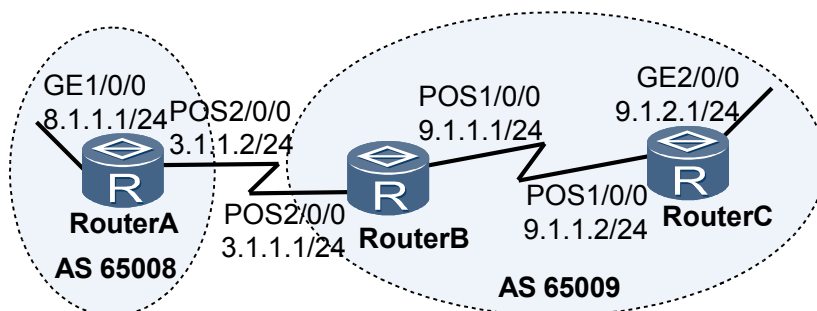 GE1/0/0
8.1.1.1/24
POS2/0/0
3.1.1.2/24
R
RouterA
AS 65008
POS2/0/0
3.1.1.1/24
POS1/0/0
9.1.1.1/24
R
RouterB
GE2/0/0
9.1.2.1/24
R
RouterC
POS1/0/0
9.1.1.2/24
AS 65009